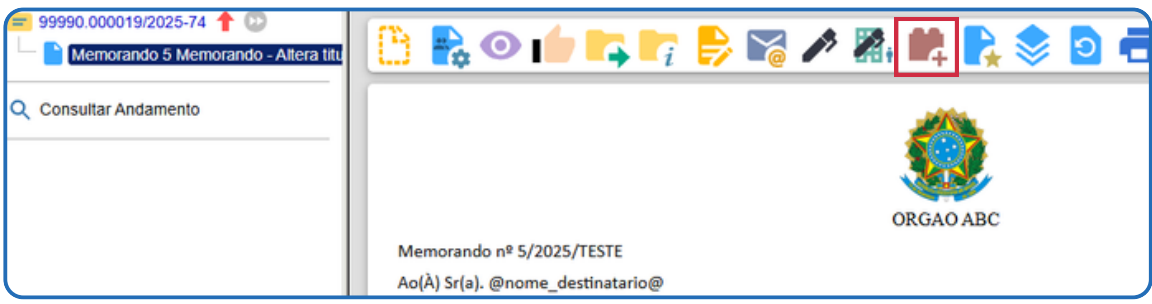 99990.000019/2025-74
Memorando 5 Memorando - Altera titu
Consultar Andamento
ORGAO ABC
Memorando nº 5/2025/TESTE
Ao(À) Sr(a). @nome_destinatario@